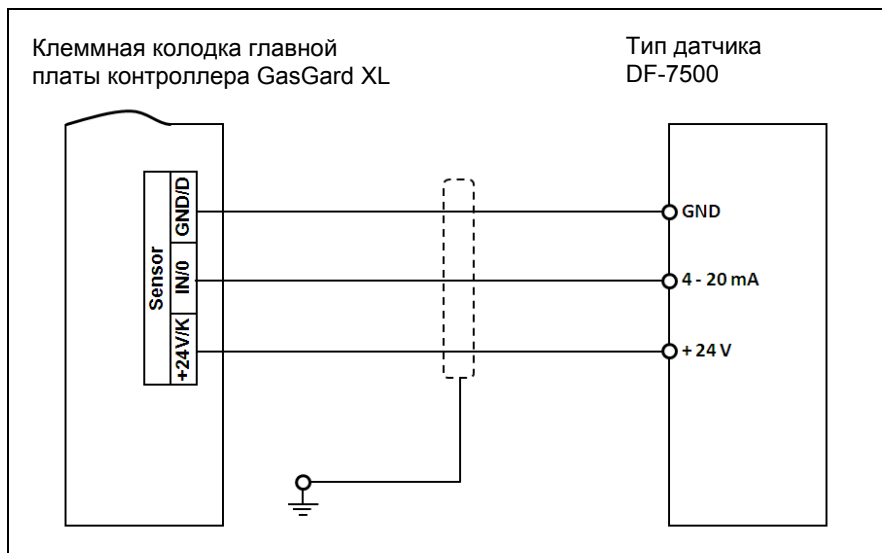 Клеммная колодка главной
платы контроллера GasGard XL
Тип датчика
DF-7500
Sensor
GND/D
IN/0
+24V/K
GND
4 - 20 mA
+ 24 V